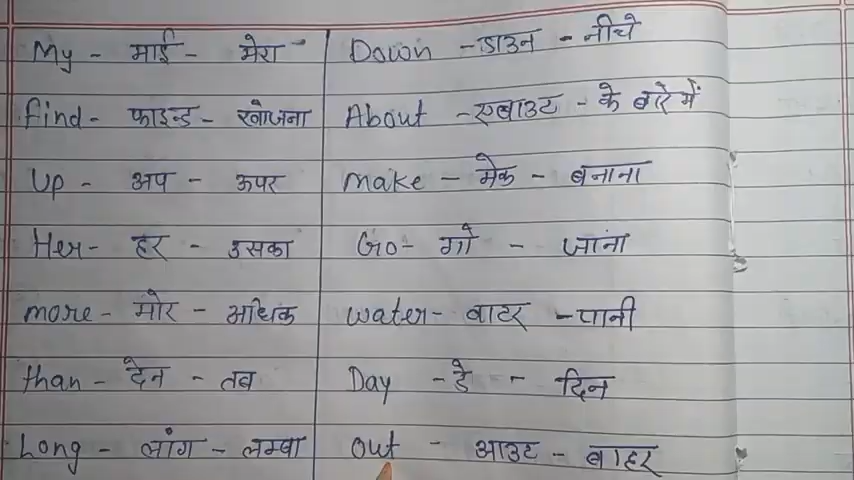 My - माई - मेरा
find - फाइन्ड - खोजना
Up - अप - ऊपर
Her - हर - उसका
more - मोर - अधिक
than - देन - तब
Long - लांग - लम्बा
Down - डाउन - नीचे
About - एबाउट - के बारे में
make - मेक - बनाना
Go - गो - जाना
water - वाटर - पानी
Day - डे - दिन
Out - आउट - बाहर